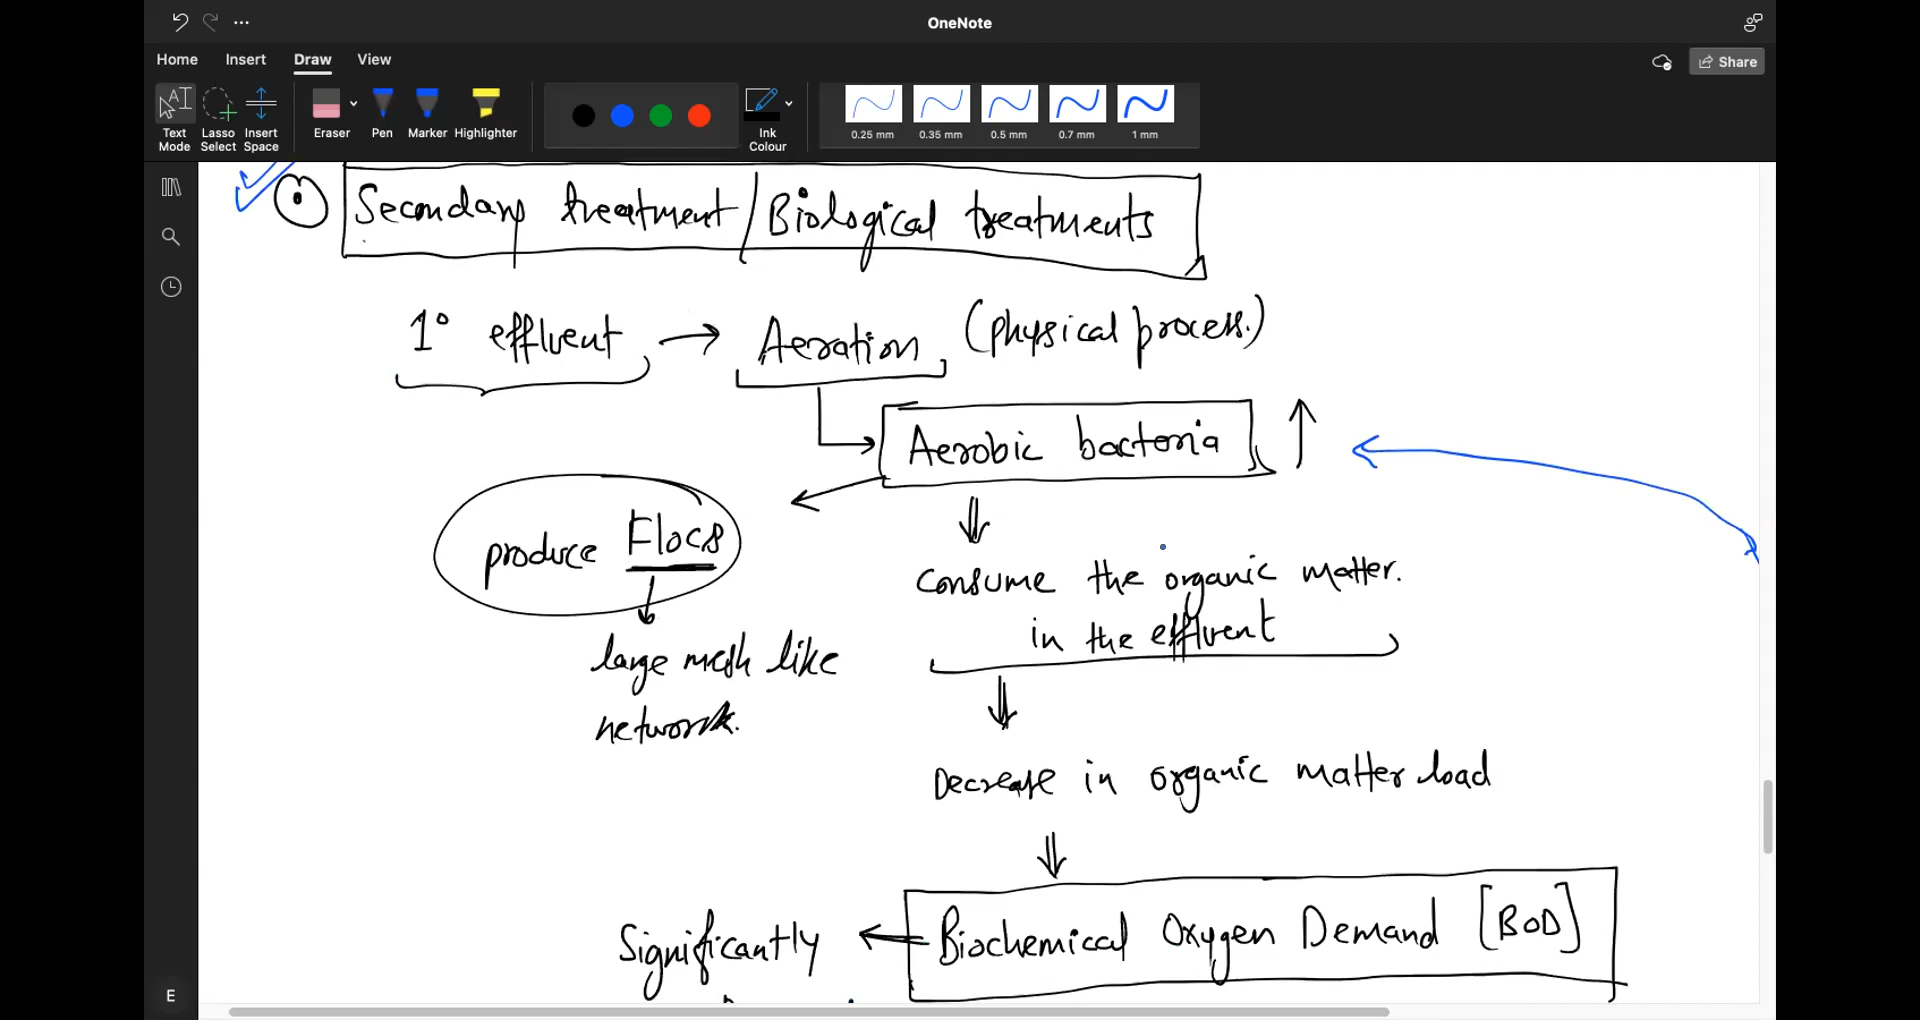 OneNote
Home Insert Draw View
Share
Text Mode
Lasso Select
Insert Space
Eraser
Pen
Marker
Highlighter
Ink Colour
0.25 mm
0.35 mm
0.5 mm
0.7 mm
1 mm
Secondary treatment/Biological treatments
1° effluent → Aeration (physical process.)
Aerobic bacteria ↑
produce Flocs
large mesh like
network.
Consume the organic matter.
in the effluent
Decrease in organic matter load
Biochemical Oxygen Demand [BOD]
Significantly
E